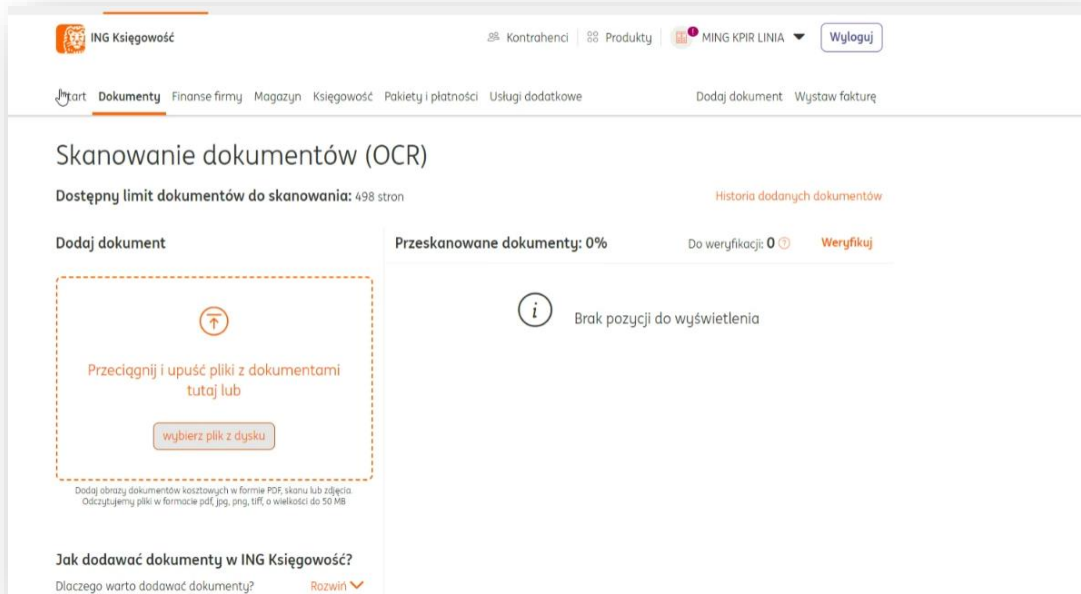 ING Księgowość
Kontrahenci
Produkty
MING KPIR LINIA
Wyloguj
Start Dokumenty Finanse firmy Magazyn Księgowość Pakiety i płatności Usługi dodatkowe
Dodaj dokument Wystaw fakturę
Skanowanie dokumentów (OCR)
Dostępny limit dokumentów do skanowania: 498 stron
Historia dodanych dokumentów
Dodaj dokument
Przeskanowane dokumenty: 0%
Do weryfikacji: 0 ?
Weryfikuj
Przeciągnij i upuść pliki z dokumentami
tutaj lub
wybierz plik z dysku
Dodaj obrazy dokumentów kosztowych w formie PDF, skanu lub zdjęcia.
Odczytujemy pliki w formacie pdf, jpg, png, tiff, o wielkości do 50 MB
i
Brak pozycji do wyświetlenia
Jak dodawać dokumenty w ING Księgowość?
Dlaczego warto dodawać dokumenty?
Rozwiń